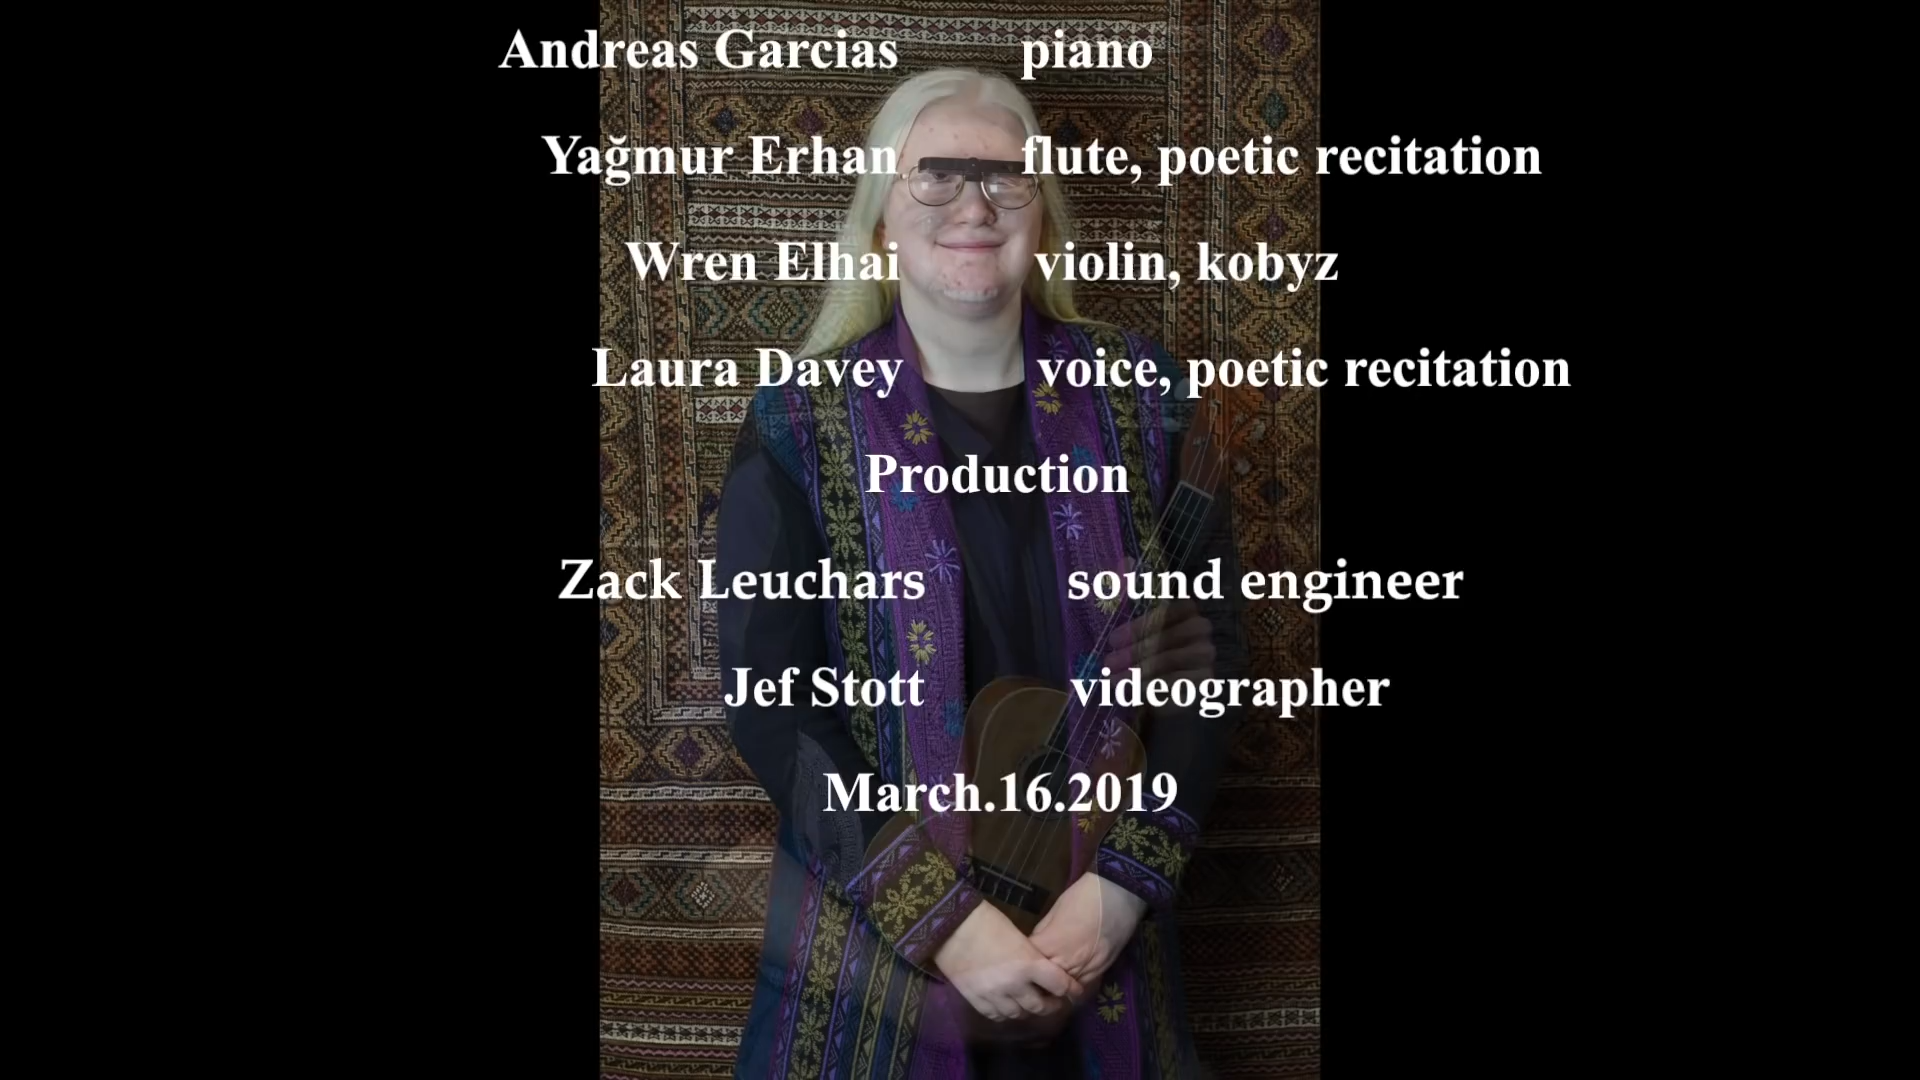 Andreas Garcias piano
Yağmur Erhan flute, poetic recitation
Wren Elhai violin, kobyz
Laura Davey voice, poetic recitation
Production
Zack Leuchars sound engineer
Jef Stott videographer
March.16.2019